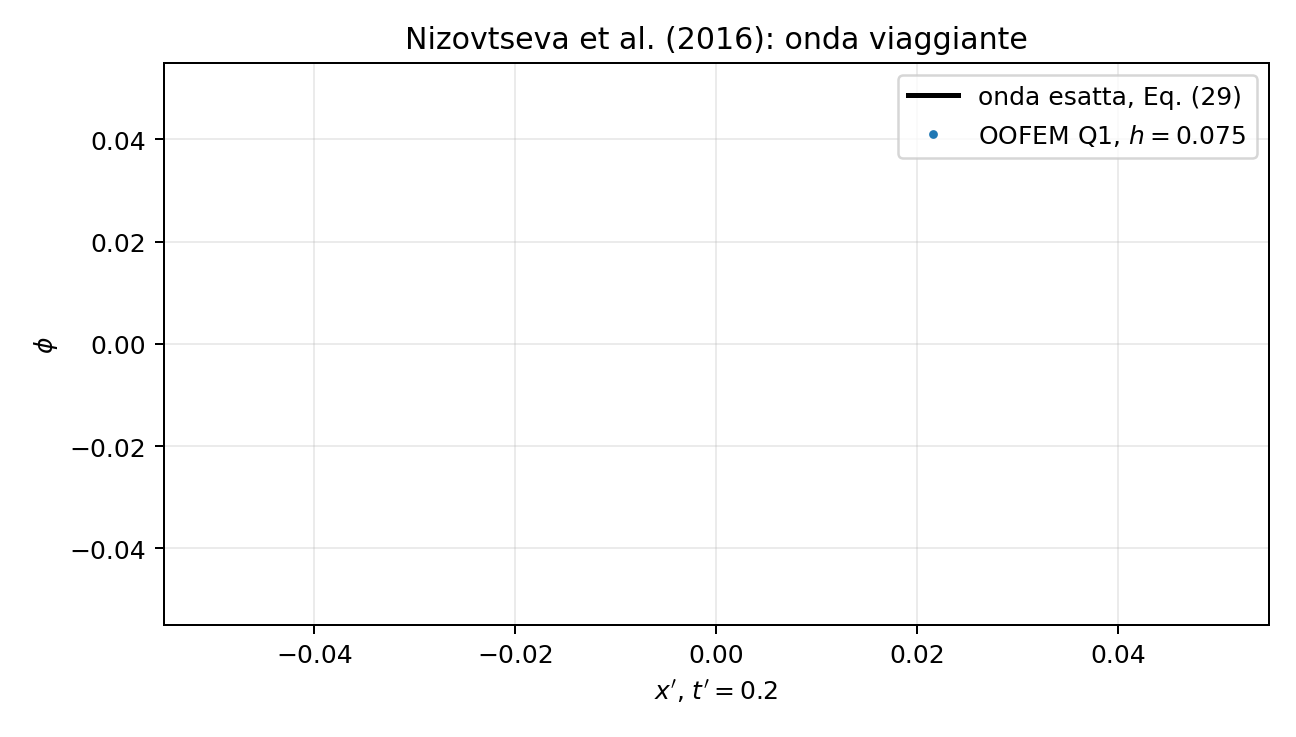 Nizovtseva et al. (2016): onda viaggiante
onda esatta, Eq. (29)
OOFEM Q1, h = 0.075
0.04
0.02
0.00
−0.02
−0.04
ϕ
−0.04 −0.02 0.00 0.02 0.04
x′, t′ = 0.2